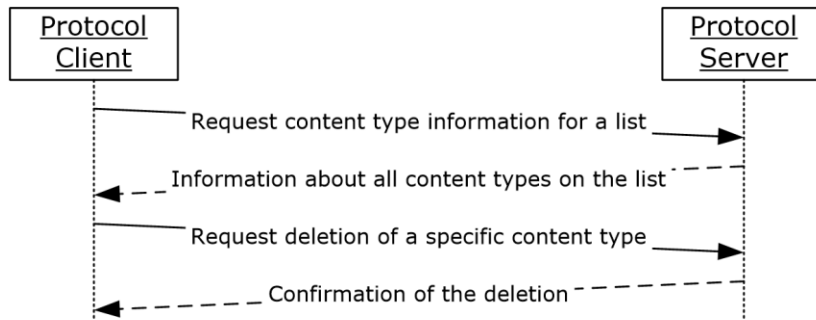 Protocol
Client
Protocol
Server
Request content type information for a list
Information about all content types on the list
Request deletion of a specific content type
Confirmation of the deletion